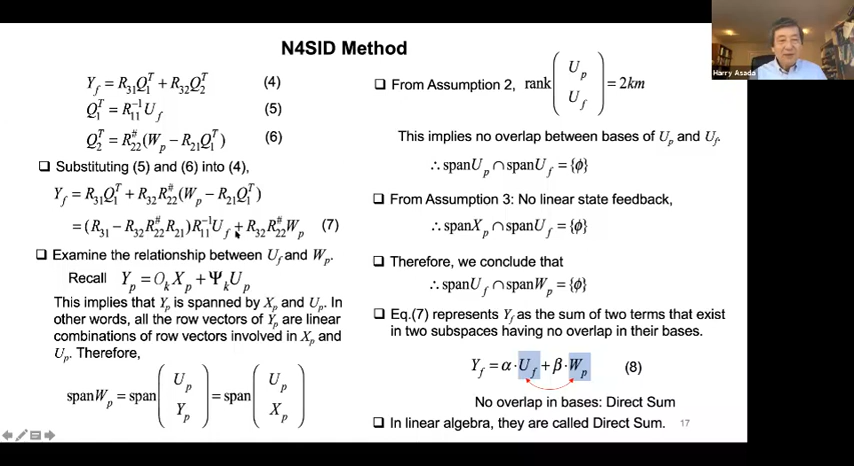 N4SID Method
Y_f = R_31 Q_1^T + R_32 Q_2^T (4)
Q_1^T = R_11^{-1} U_f (5)
Q_2^T = R_22^# (W_p − R_21 Q_1^T) (6)
❑ Substituting (5) and (6) into (4),
Y_f = R_31 Q_1^T + R_32 R_22^# (W_p − R_21 Q_1^T)
= (R_31 − R_32 R_22^# R_21) R_11^{-1} U_f + R_32 R_22^# W_p (7)
❑ Examine the relationship between U_f and W_p.
Recall Y_p = O_k X_p + Ψ_k U_p
This implies that Y_p is spanned by X_p and U_p. In
other words, all the row vectors of Y_p are linear
combinations of row vectors involved in X_p and
U_p. Therefore,
span W_p = span ( U_p Y_p ) = span ( U_p X_p )
❑ From Assumption 2, rank ( U_p U_f ) = 2km
This implies no overlap between bases of U_p and U_f.
∴ span U_p ∩ span U_f = {ϕ}
❑ From Assumption 3: No linear state feedback,
∴ span X_p ∩ span U_f = {ϕ}
❑ Therefore, we conclude that
∴ span U_f ∩ span W_p = {ϕ}
❑ Eq.(7) represents Y_f as the sum of two terms that exist
in two subspaces having no overlap in their bases.
Y_f = α · U_f + β · W_p (8)
No overlap in bases: Direct Sum
❑ In linear algebra, they are called Direct Sum. 17
Harry Asada